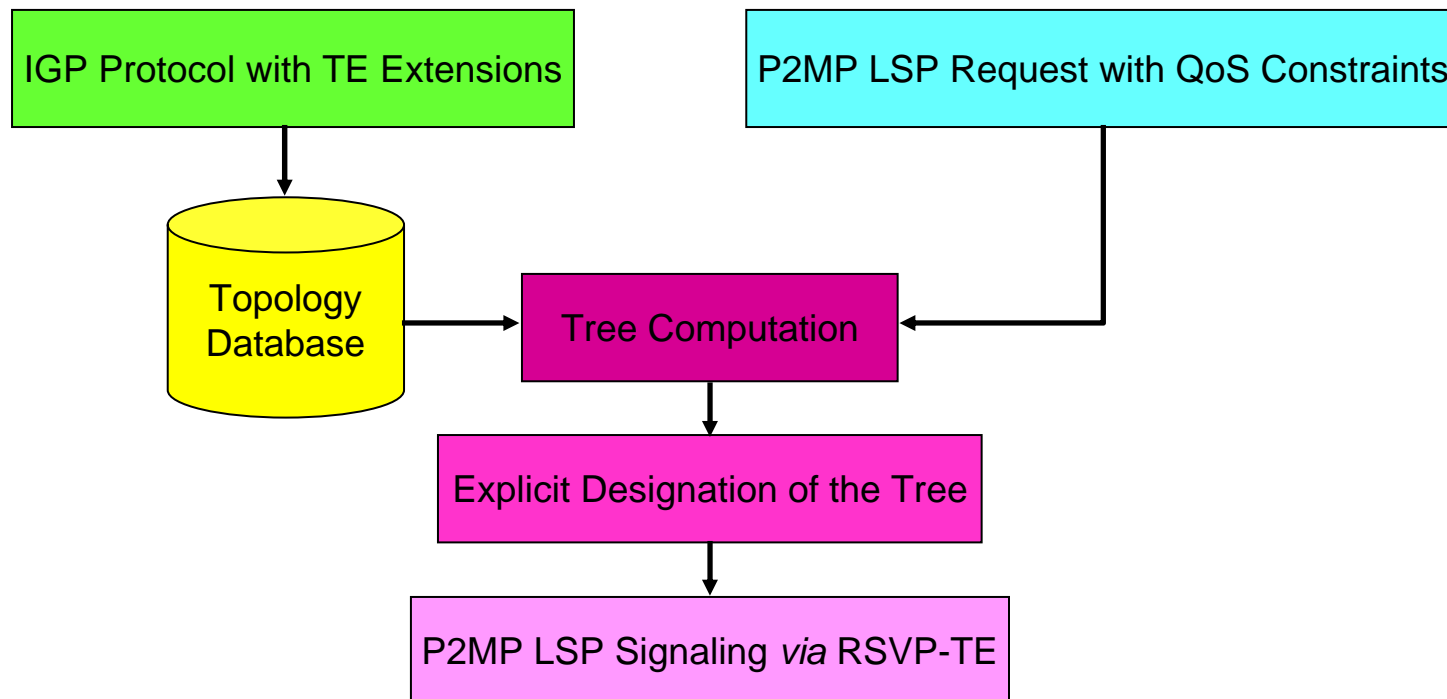 IGP Protocol with TE Extensions
P2MP LSP Request with QoS Constraints
Topology
Database
Tree Computation
Explicit Designation of the Tree
P2MP LSP Signaling via RSVP-TE